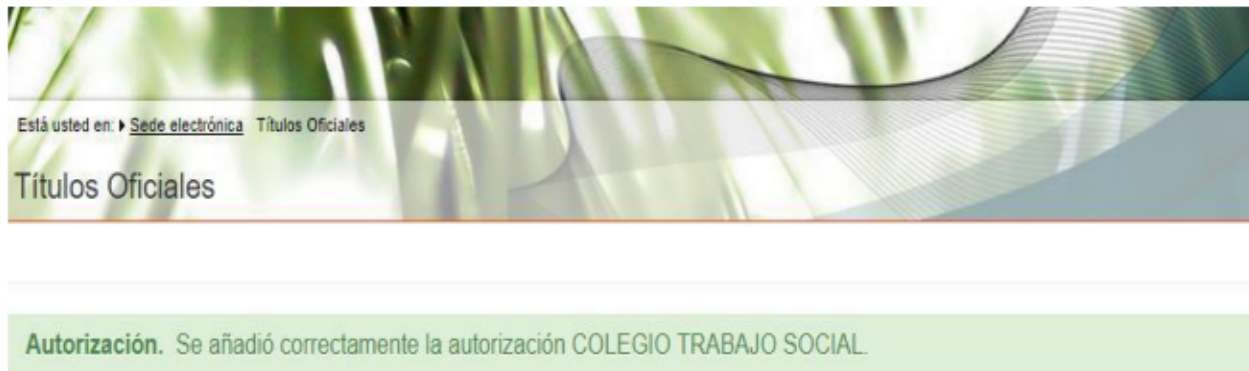 Está usted en: ▸ Sede electrónica Títulos Oficiales
Títulos Oficiales
Autorización. Se añadió correctamente la autorización COLEGIO TRABAJO SOCIAL.